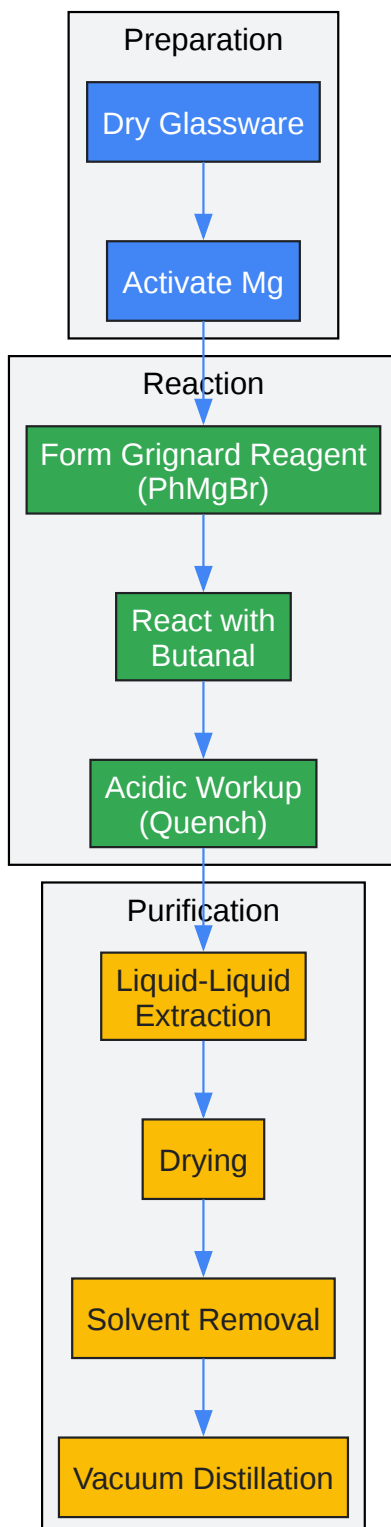 Preparation
Dry Glassware
Activate Mg
Reaction
Form Grignard Reagent
(PhMgBr)
React with
Butanal
Acidic Workup
(Quench)
Purification
Liquid-Liquid
Extraction
Drying
Solvent Removal
Vacuum Distillation